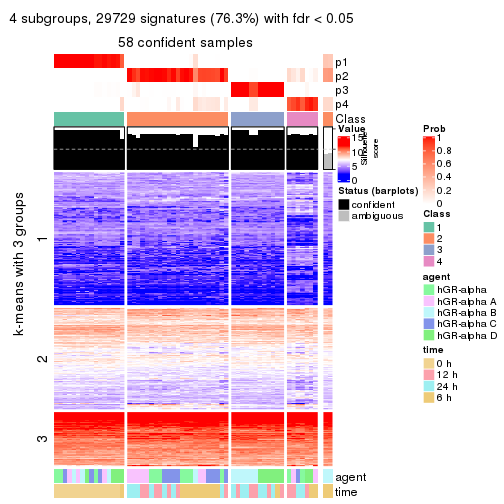 4 subgroups, 29729 signatures (76.3%) with fdr < 0.05
58 confident samples
p1
p2
p3
p4
Class
k-means with 3 groups
1
2
3
agent
time
Value
15
10
5
0
Silhouette
score
Status (barplots)
confident
ambiguous
Prob
1
0.8
0.6
0.4
0.2
0
Class
1
2
3
4
agent
hGR-alpha
hGR-alpha A
hGR-alpha B
hGR-alpha C
hGR-alpha D
time
0 h
12 h
24 h
6 h